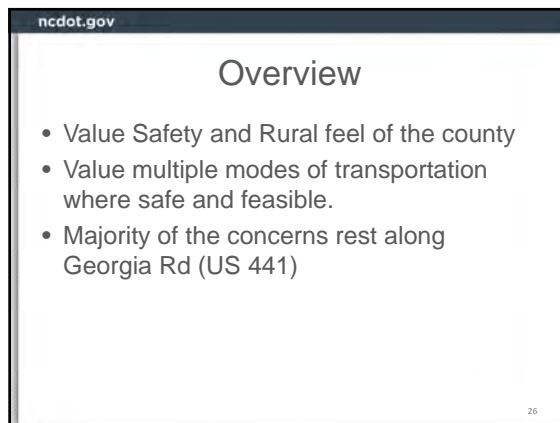 ncdot.gov
Overview
• Value Safety and Rural feel of the county
• Value multiple modes of transportation
where safe and feasible.
• Majority of the concerns rest along
Georgia Rd (US 441)
26